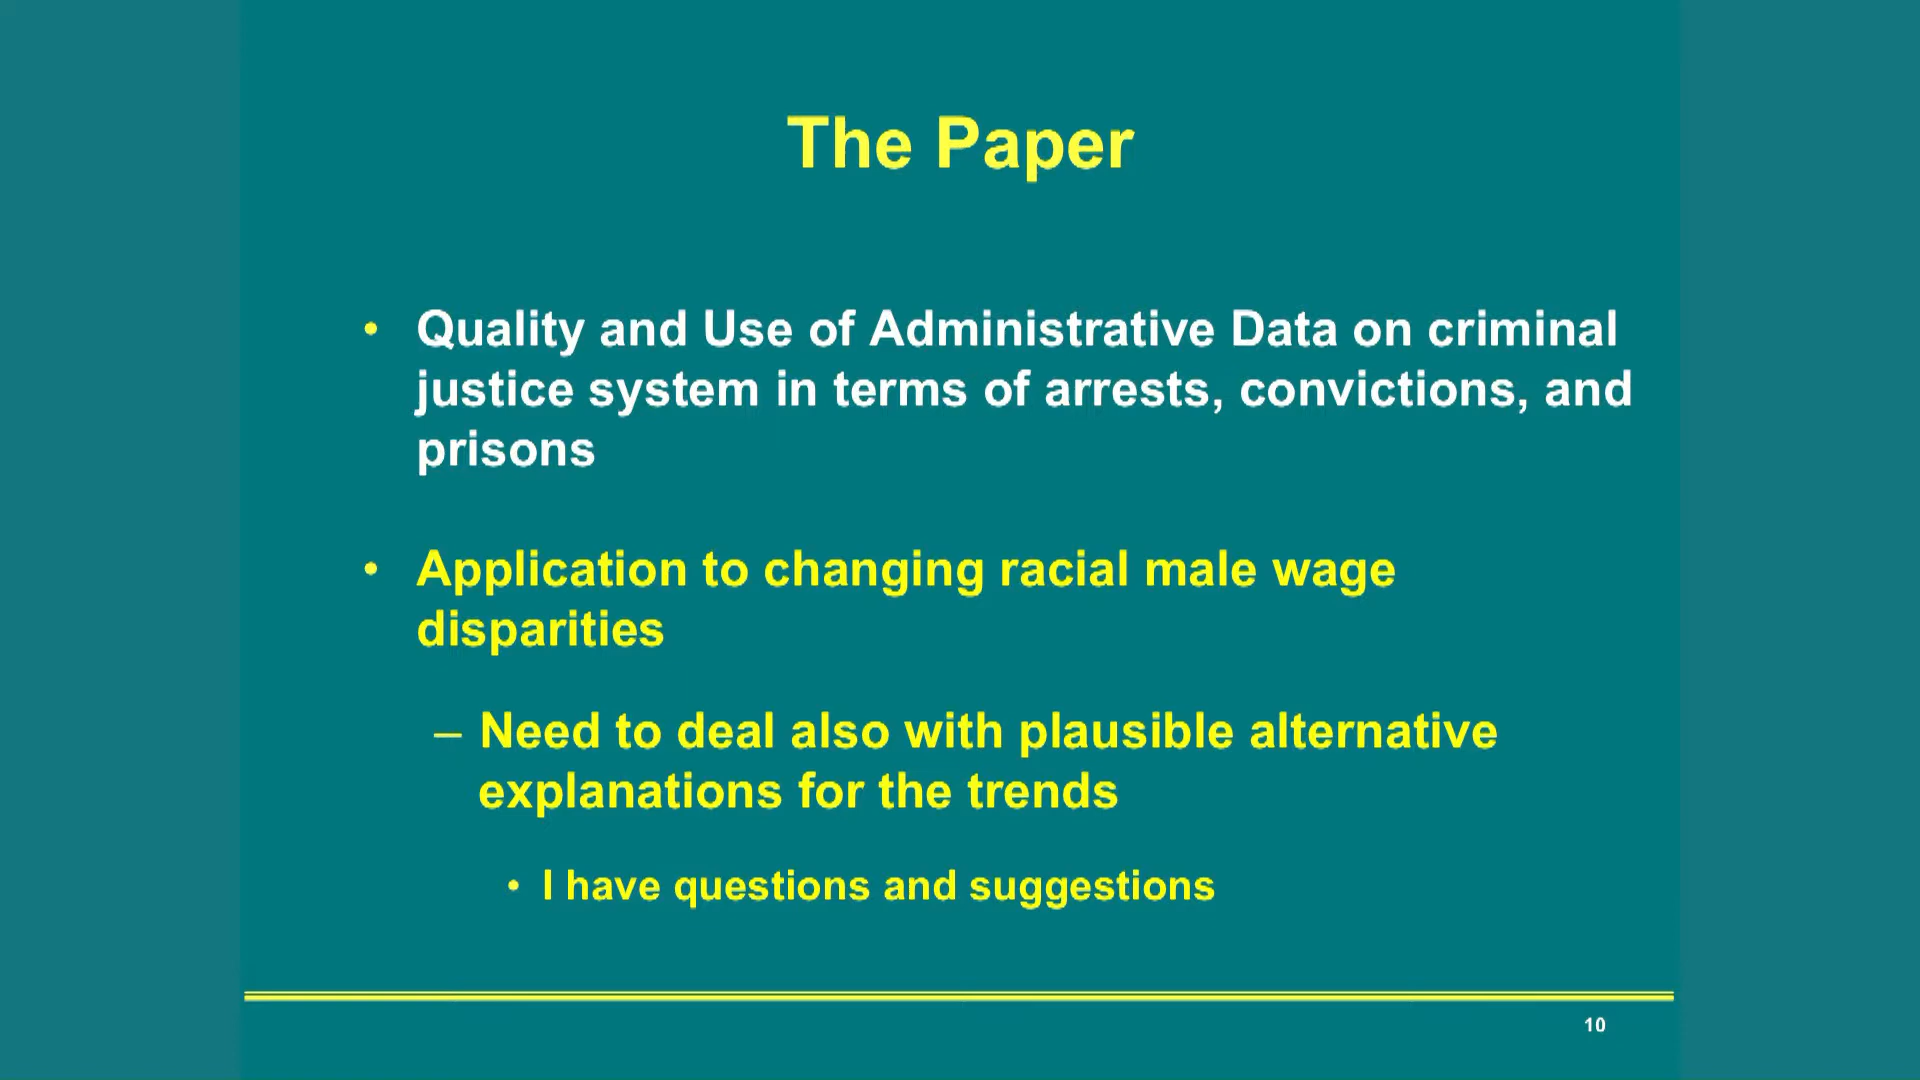 The Paper
• Quality and Use of Administrative Data on criminal
justice system in terms of arrests, convictions, and
prisons
• Application to changing racial male wage
disparities
– Need to deal also with plausible alternative
explanations for the trends
• I have questions and suggestions
10